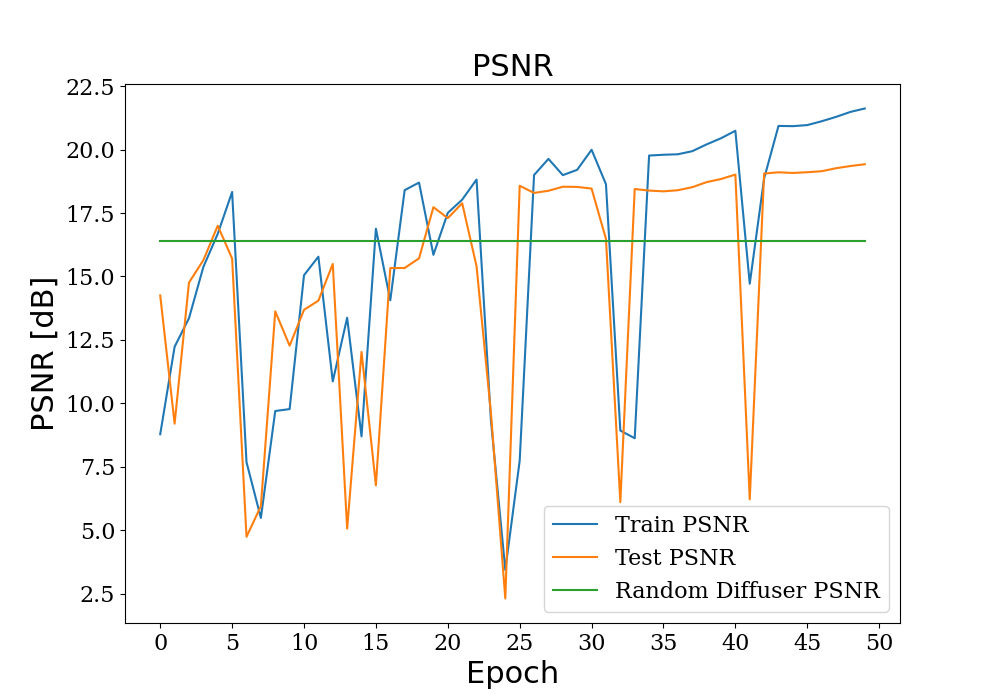 PSNR
22.5
20.0
17.5
15.0
12.5
10.0
7.5
5.0
2.5
PSNR [dB]
Train PSNR
Test PSNR
Random Diffuser PSNR
0 5 10 15 20 25 30 35 40 45 50
Epoch